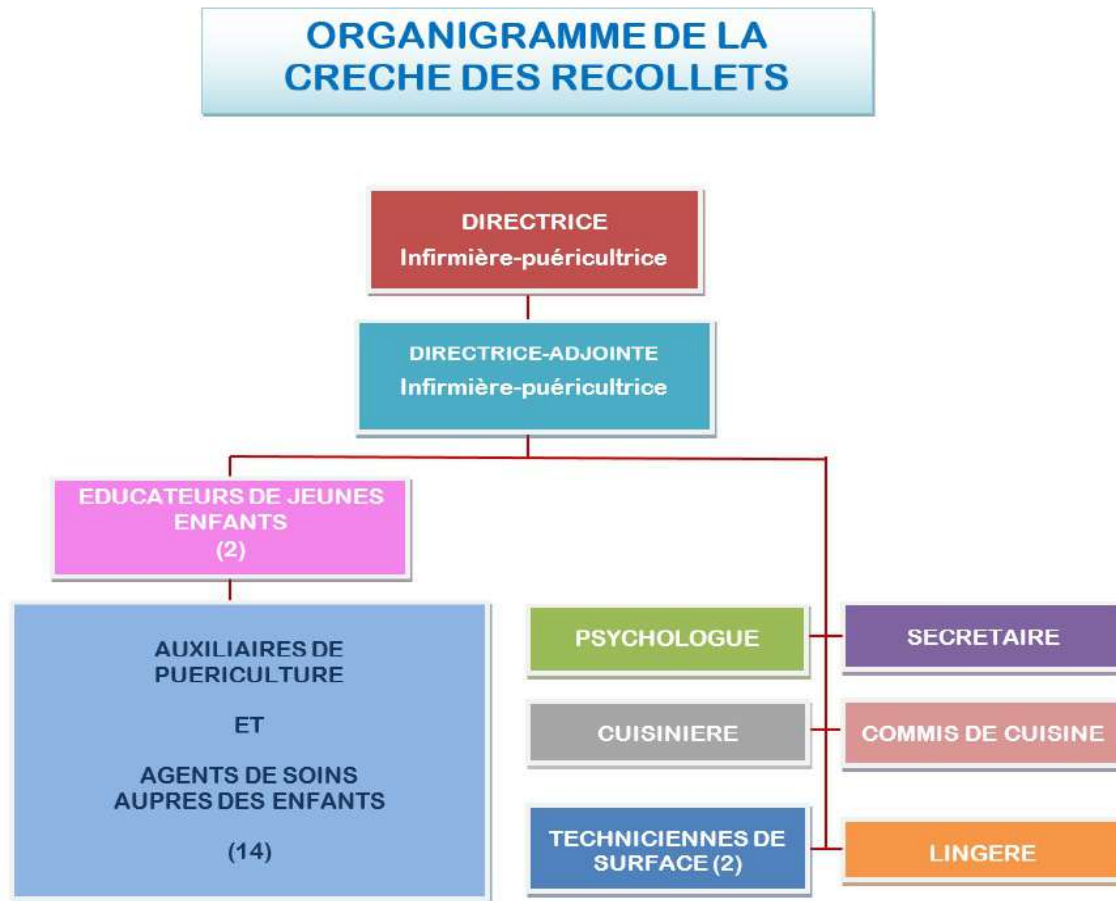 ORGANIGRAMME DE LA
CRECHE DES RECOLLETS
DIRECTRICE
Infirmière-puéricultrice
DIRECTRICE-ADJOINTE
Infirmière-puéricultrice
EDUCATEURS DE JEUNES
ENFANTS
(2)
AUXILIAIRES DE
PUERICULTURE
ET
AGENTS DE SOINS
AUPRES DES ENFANTS
(14)
PSYCHOLOGUE
SECRETAIRE
CUISINIERE
COMMIS DE CUISINE
TECHNICIENNES DE
SURFACE (2)
LINGERE